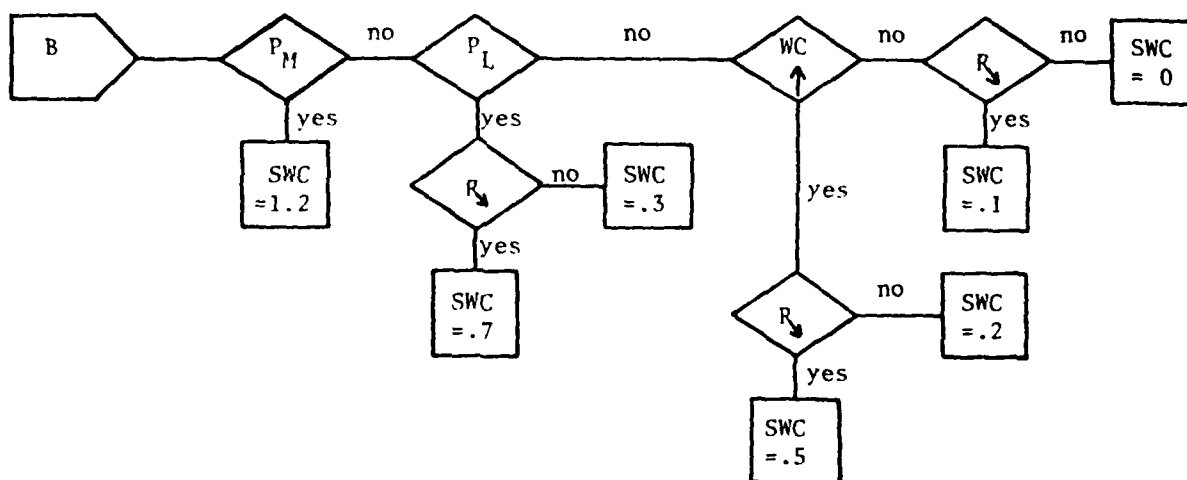 B
P_M
no
P_L
no
WC
no
R
no
SWC
= 0
yes
SWC
=1.2
yes
R
no
SWC
=.3
yes
SWC
=.7
yes
R
no
SWC
=.2
yes
SWC
=.5
yes
SWC
=.1